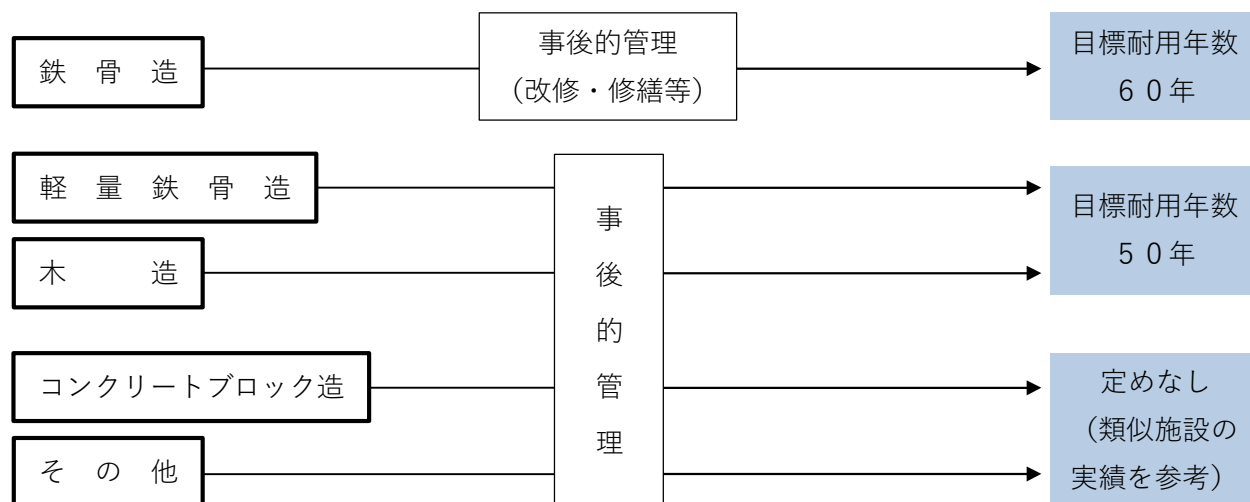 鉄骨造
事後的管理
（改修・修繕等）
目標耐用年数
６０年
軽量鉄骨造
木造
事後的管理
目標耐用年数
５０年
コンクリートブロック造
その他
定めなし
（類似施設の
実績を参考）